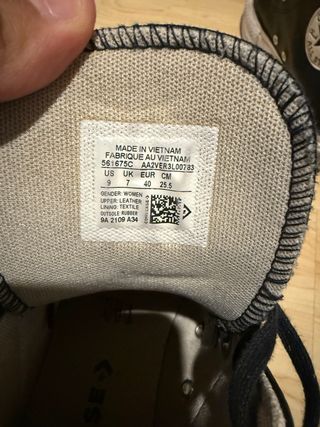 MADE IN VIETNAM
FABRIQUE AU VIETNAM
561675C AA2VER3L00783
US UK EUR CM
9 7 40 25.5
GENDER: WOMEN
UPPER: LEATHER
LINING: TEXTILE
OUTSOLE: RUBBER
9A 2109 A34